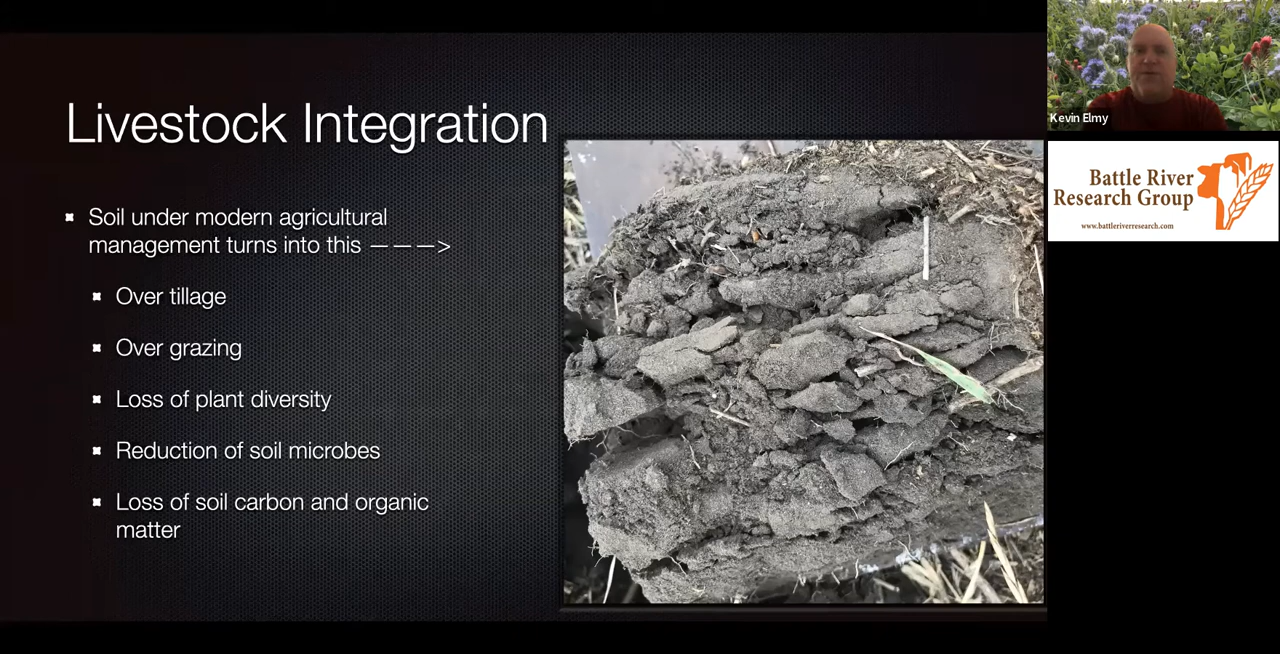 Livestock Integration
Soil under modern agricultural
management turns into this ———>
Over tillage
Over grazing
Loss of plant diversity
Reduction of soil microbes
Loss of soil carbon and organic
matter
Kevin Elmy
Battle River
Research Group
www.battleriverresearch.com